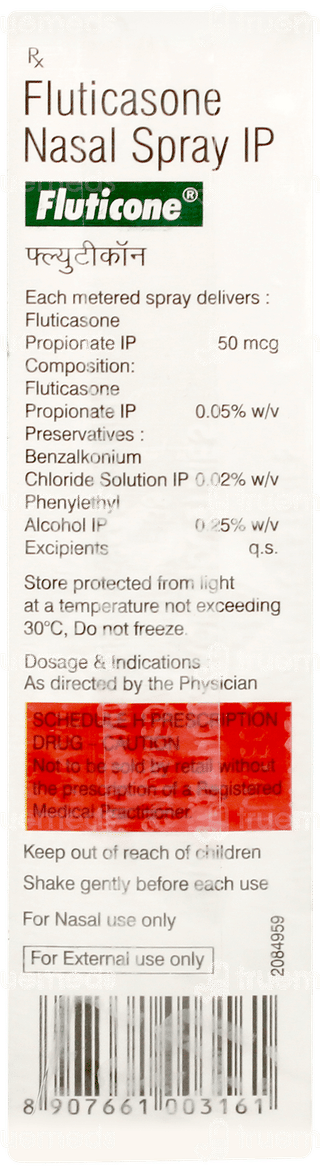 Rx
Fluticasone
Nasal Spray IP
Fluticone®
फ्ल्युटीकॉन
Each metered spray delivers :
Fluticasone
Propionate IP 50 mcg
Composition:
Fluticasone
Propionate IP 0.05% w/v
Preservatives :
Benzalkonium
Chloride Solution IP 0.02% w/v
Phenylethyl
Alcohol IP 0.25% w/v
Excipients q.s.
Store protected from light
at a temperature not exceeding
30°C, Do not freeze.
Dosage & Indications :
As directed by the Physician
SCHEDULE H PRESCRIPTION
DRUG - CAUTION
Not to be sold by retail without
the prescription of a Registered
Medical Practitioner
Keep out of reach of children
Shake gently before each use
For Nasal use only
For External use only
2084959
8 907661 003161
truemeds